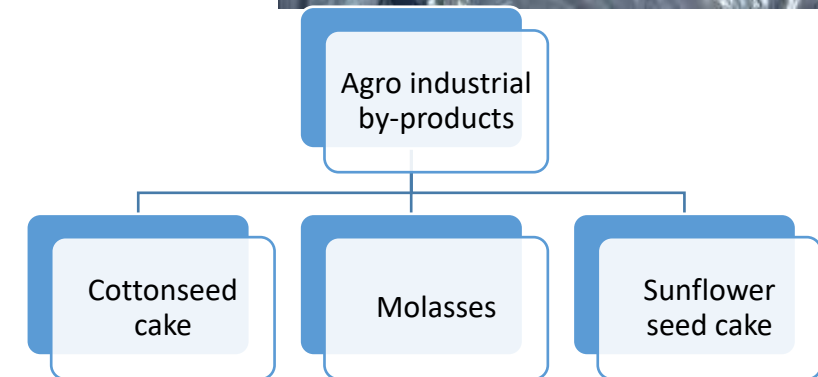 Agro industrial
by-products
Cottonseed
cake
Molasses
Sunflower
seed cake